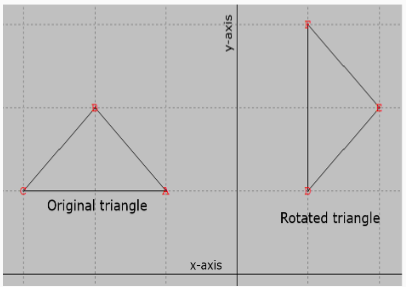 y-axis
Original triangle
Rotated triangle
x-axis